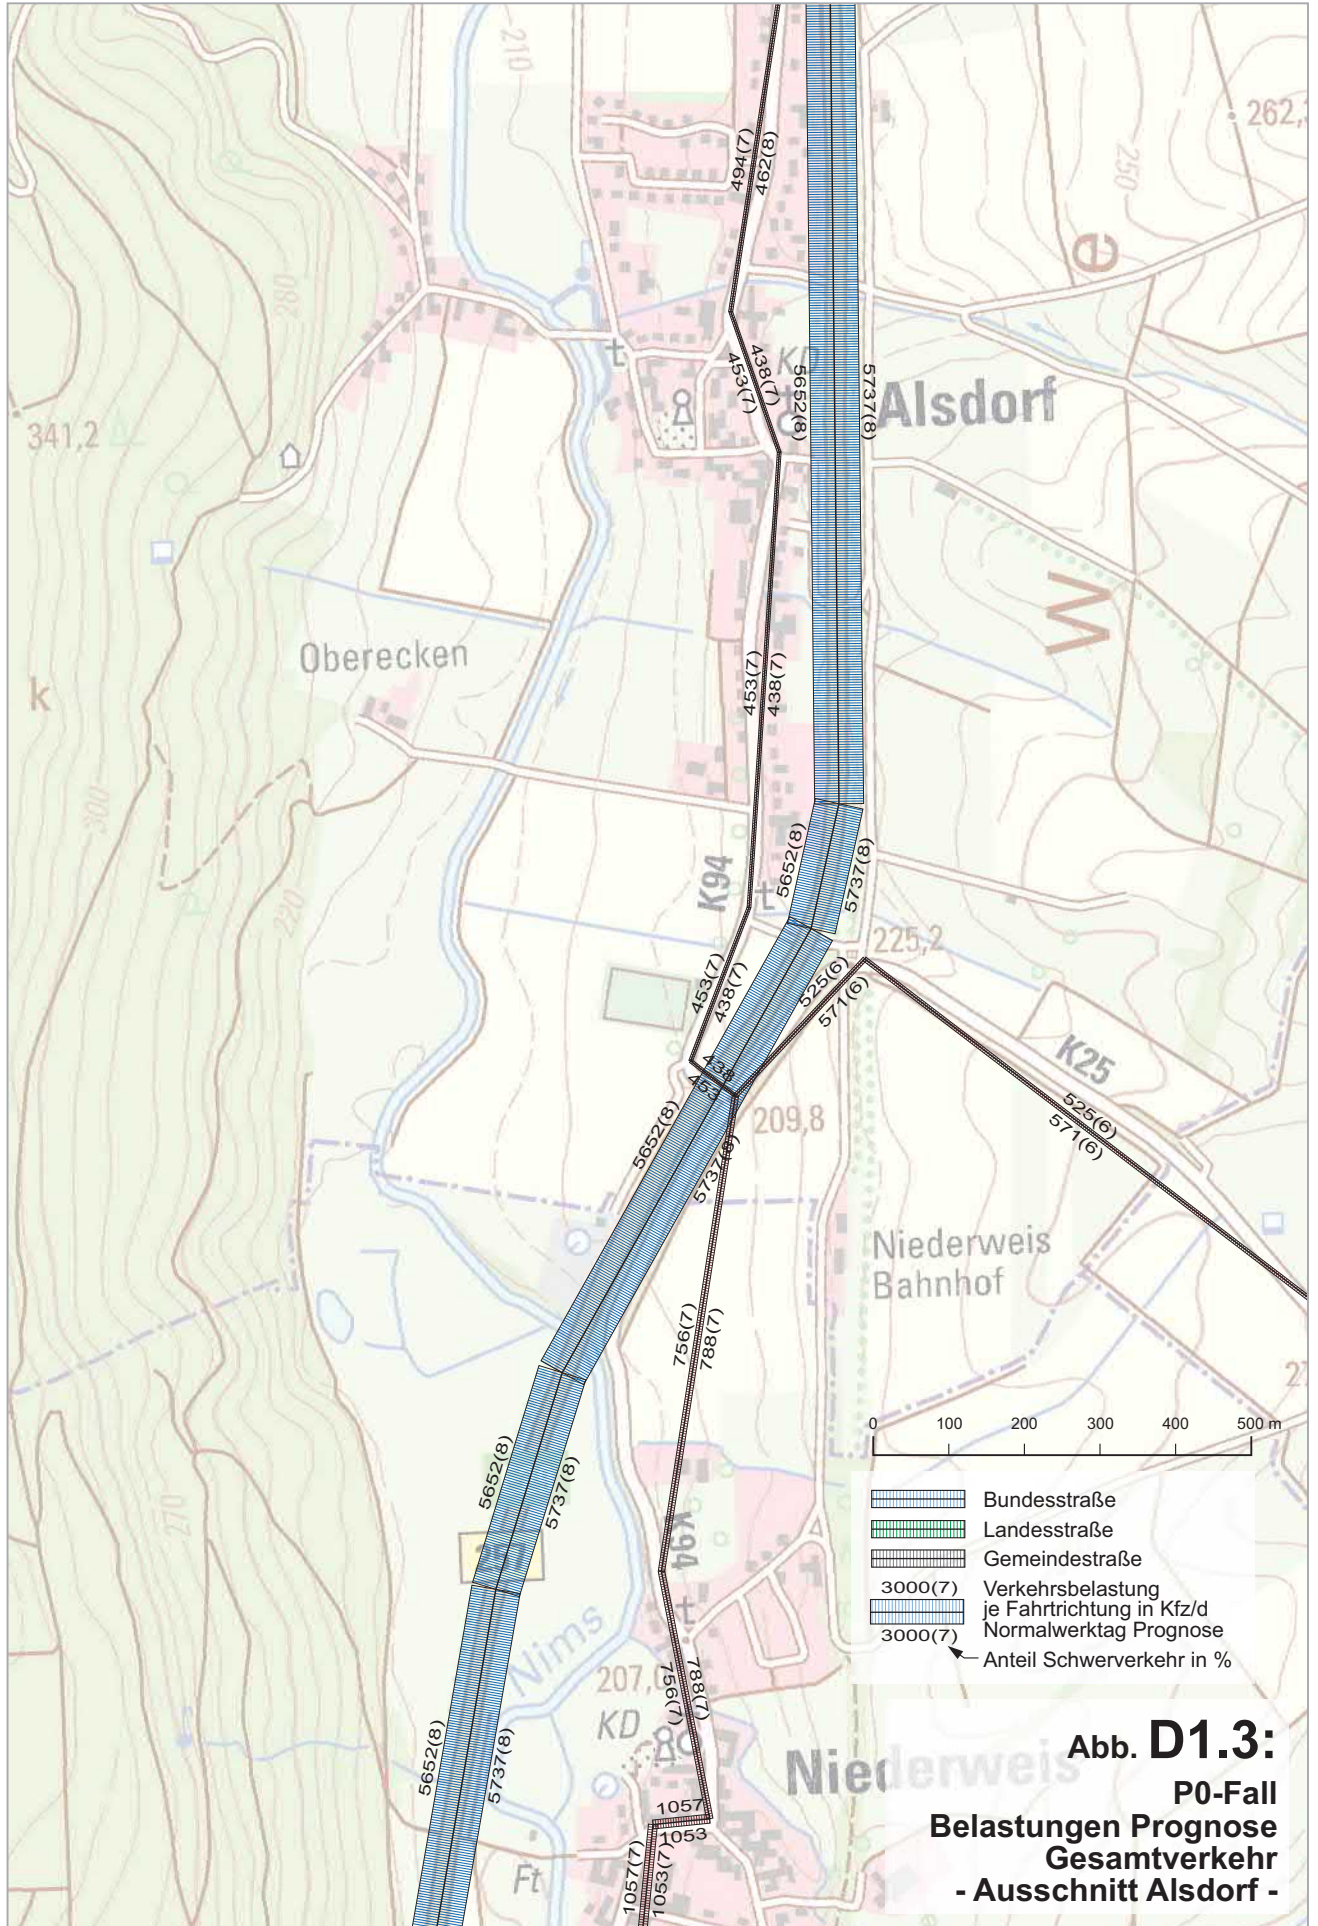 210
262,
250
494(7)
462(8)
e
280
KD
438(7)
453(7)
5652(8)
5737(8)
Alsdorf
341,2
Oberecken
W
k
453(7)
438(7)
300
220
K94
5652(8)
5737(8)
225,2
453(7)
438(7)
525(6)
571(6)
K25
438
453
209,8
525(6)
571(6)
5652(8)
5737(8)
Niederweis
Bahnhof
756(7)
788(7)
27
0 100 200 300 400 500 m
5652(8)
5737(8)
270
K94
Bundesstraße
Landesstraße
Gemeindestraße
3000(7) Verkehrsbelastung
je Fahrtrichtung in Kfz/d
3000(7) Normalwerktag Prognose
Anteil Schwerverkehr in %
Nims
207,0
756(7)
788(7)
KD
5652(8)
5737(8)
Niederweis
1057
1053
Ft
1057(7)
1053(7)
Abb. D1.3:
P0-Fall
Belastungen Prognose
Gesamtverkehr
- Ausschnitt Alsdorf -